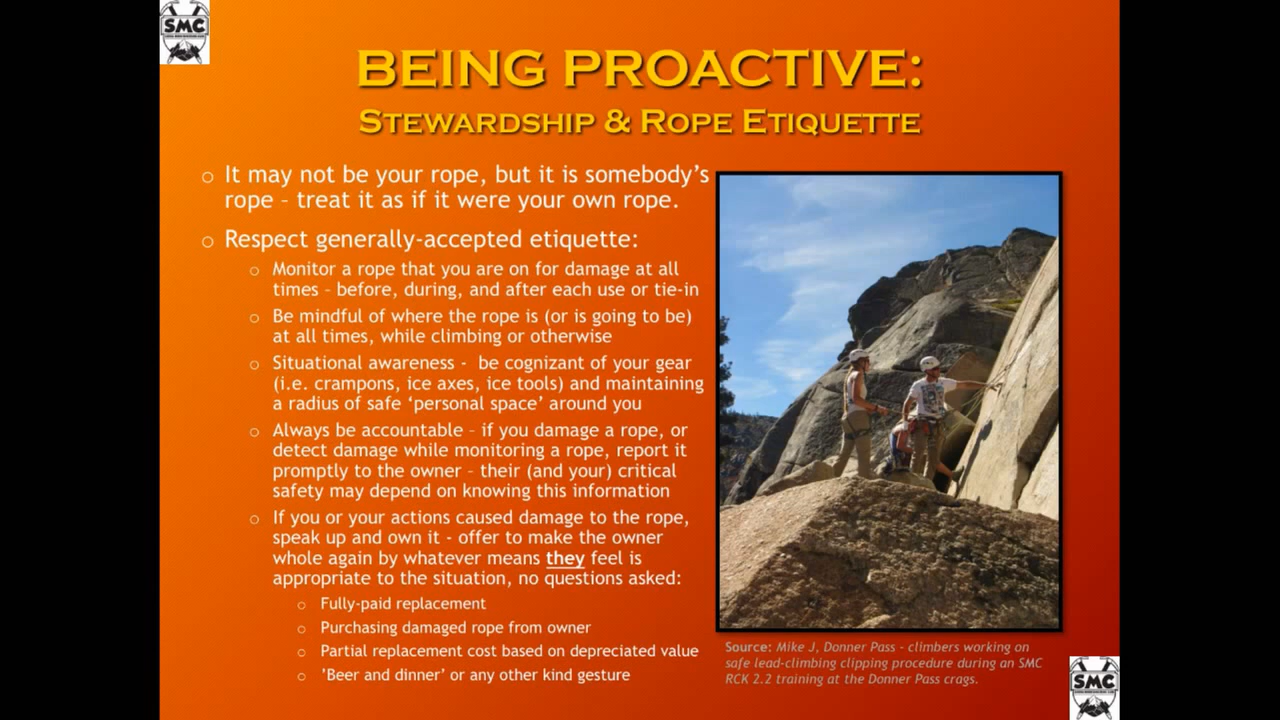 SMC
BEING PROACTIVE:
STEWARDSHIP & ROPE ETIQUETTE
o It may not be your rope, but it is somebody's
rope – treat it as if it were your own rope.
o Respect generally-accepted etiquette:
o Monitor a rope that you are on for damage at all
times – before, during, and after each use or tie-in
o Be mindful of where the rope is (or is going to be)
at all times, while climbing or otherwise
o Situational awareness -  be cognizant of your gear
(i.e. crampons, ice axes, ice tools) and maintaining
a radius of safe ‘personal space’ around you
o Always be accountable – if you damage a rope, or
detect damage while monitoring a rope, report it
promptly to the owner – their (and your) critical
safety may depend on knowing this information
o If you or your actions caused damage to the rope,
speak up and own it - offer to make the owner
whole again by whatever means they feel is
appropriate to the situation, no questions asked:
o Fully-paid replacement
o Purchasing damaged rope from owner
o Partial replacement cost based on depreciated value
o 'Beer and dinner' or any other kind gesture
Source: Mike J, Donner Pass - climbers working on
safe lead-climbing clipping procedure during an SMC
RCK 2.2 training at the Donner Pass crags.
SMC